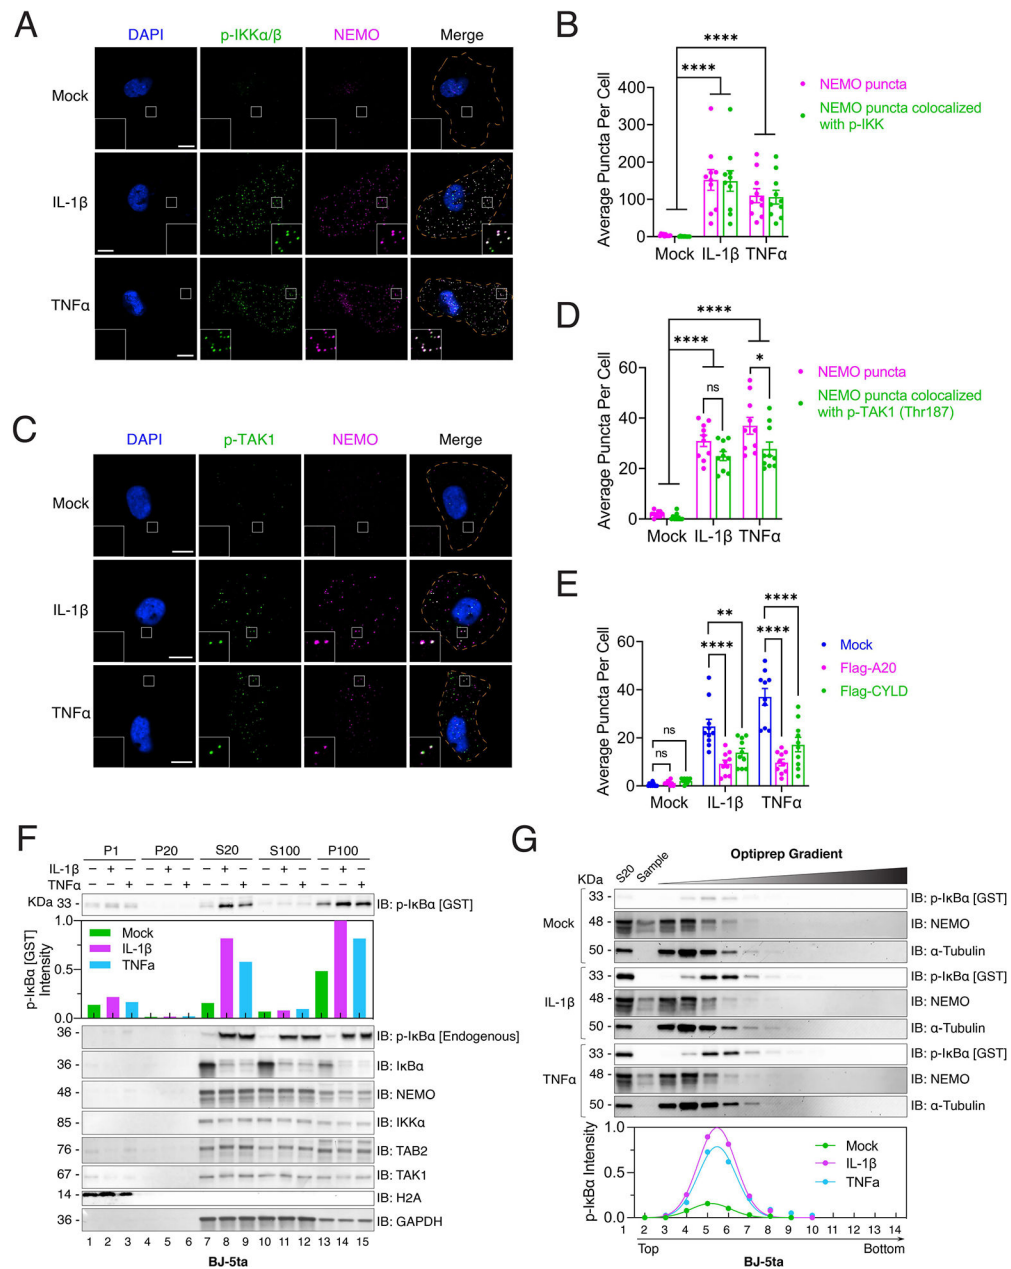 A
DAPI p-IKKα/β NEMO Merge
Mock
IL-1β
TNFα
B
Average Puncta Per Cell
400
300
200
100
0
Mock IL-1β TNFα
****
****
NEMO puncta
NEMO puncta colocalized
with p-IKK
C
DAPI p-TAK1 NEMO Merge
Mock
IL-1β
TNFα
D
Average Puncta Per Cell
60
40
20
0
Mock IL-1β TNFα
****
****
ns
*
NEMO puncta
NEMO puncta colocalized
with p-TAK1 (Thr187)
E
Average Puncta Per Cell
60
40
20
0
Mock IL-1β TNFα
ns
ns
**
****
****
****
Mock
Flag-A20
Flag-CYLD
F
P1 P20 S20 S100 P100
IL-1β − + − − + − − + − − + − − + −
TNFα − − + − − + − − + − − + − − +
KDa 33 - IB: p-IκBα [GST]
p-IκBα [GST]
Intensity
1.0
0.5
0
Mock
IL-1β
TNFa
36 - IB: p-IκBα [Endogenous]
36 - IB: IκBα
48 - IB: NEMO
85 - IB: IKKα
76 - IB: TAB2
67 - IB: TAK1
14 - IB: H2A
36 - IB: GAPDH
1 2 3 4 5 6 7 8 9 10 11 12 13 14 15
BJ-5ta
G
S20 Sample Optiprep Gradient
KDa
Mock
33 - IB: p-IκBα [GST]
48 - IB: NEMO
50 - IB: α-Tubulin
IL-1β
33 - IB: p-IκBα [GST]
48 - IB: NEMO
50 - IB: α-Tubulin
TNFα
33 - IB: p-IκBα [GST]
48 - IB: NEMO
50 - IB: α-Tubulin
p-IκBα Intensity
1.0
0.5
0
Mock
IL-1β
TNFa
1 2 3 4 5 6 7 8 9 10 11 12 13 14
Top Bottom
BJ-5ta